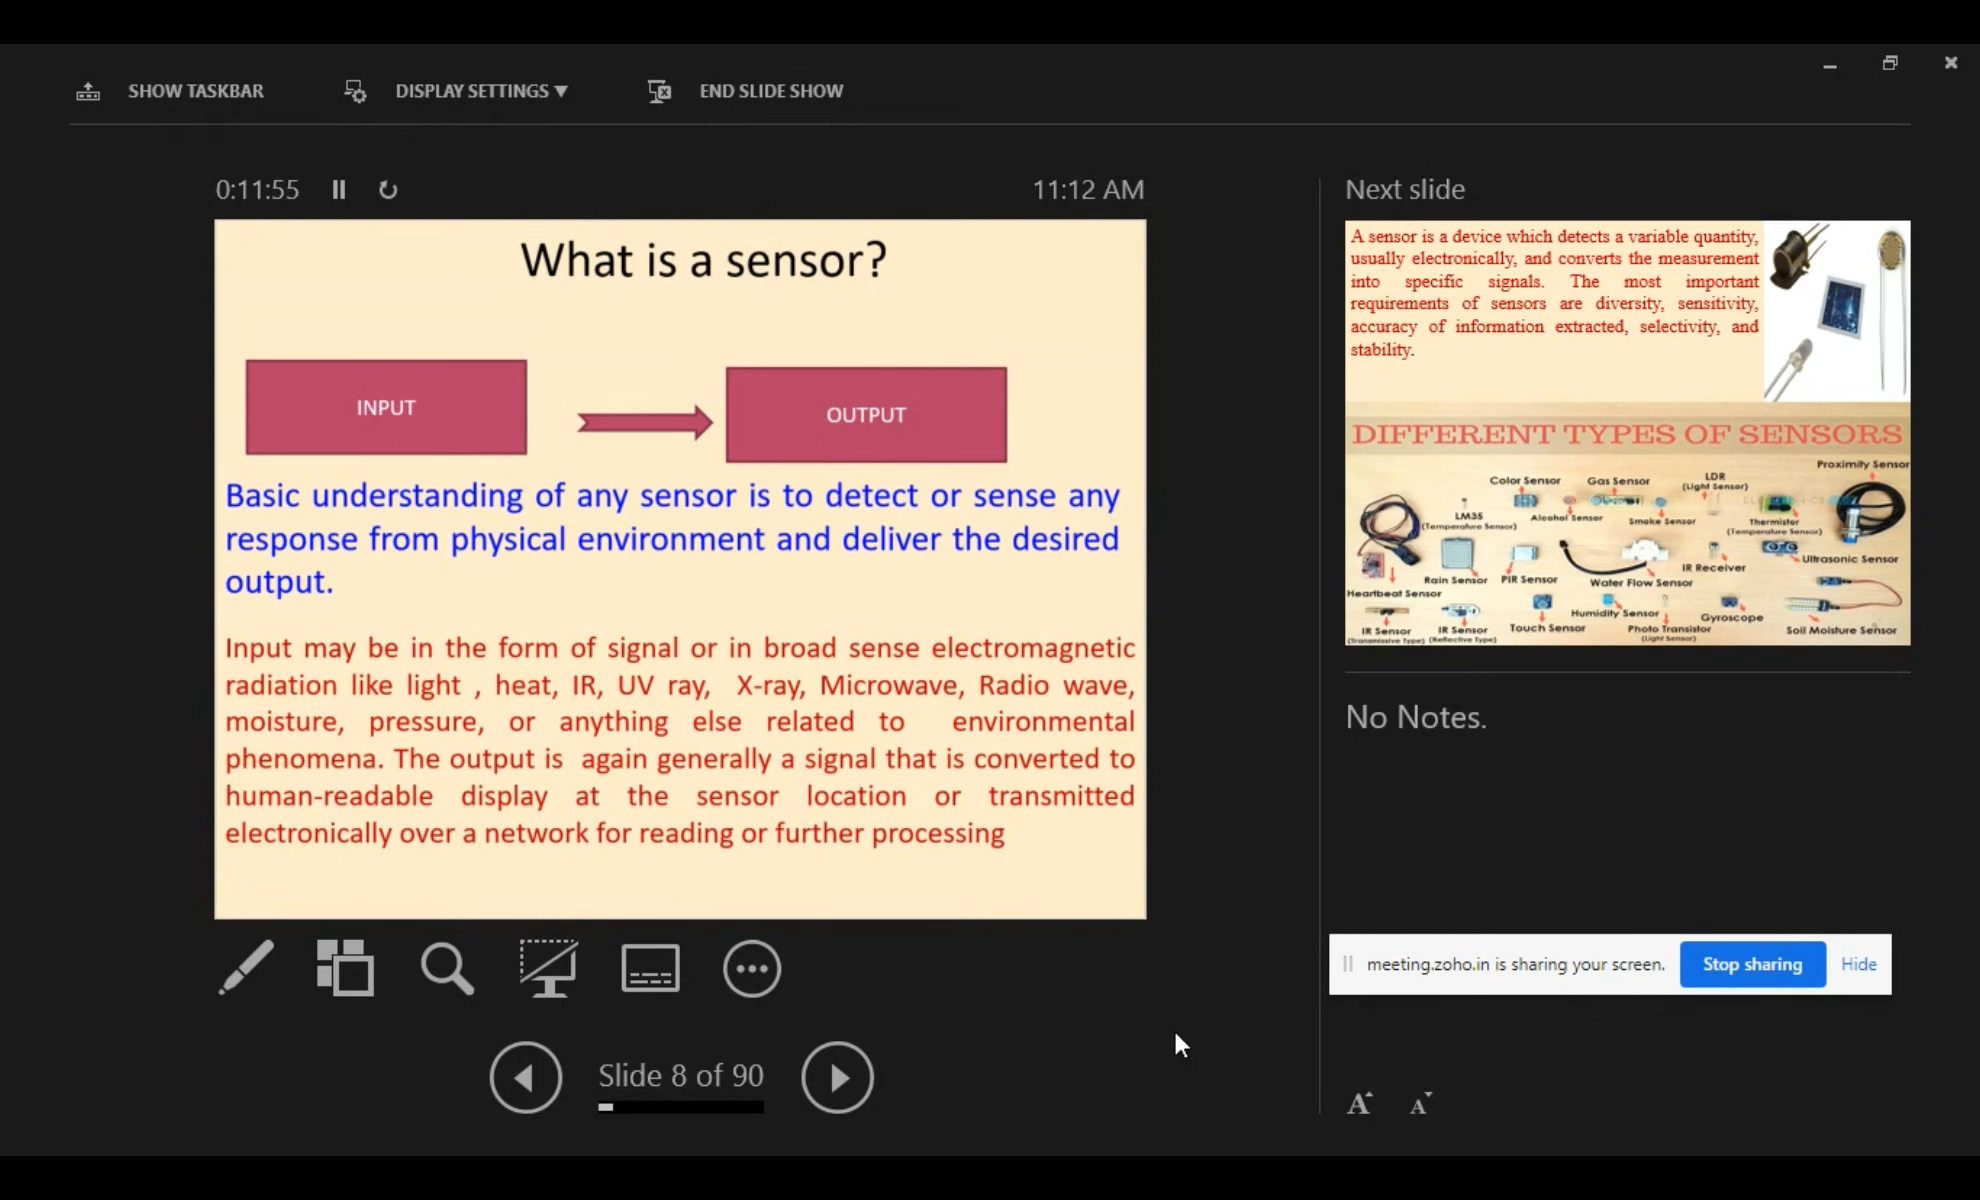 SHOW TASKBAR
DISPLAY SETTINGS ▼
END SLIDE SHOW
0:11:55
11:12 AM
What is a sensor?
INPUT
OUTPUT
Basic understanding of any sensor is to detect or sense any
response from physical environment and deliver the desired
output.
Input may be in the form of signal or in broad sense electromagnetic
radiation like light , heat, IR, UV ray, X-ray, Microwave, Radio wave,
moisture, pressure, or anything else related to environmental
phenomena. The output is again generally a signal that is converted to
human-readable display at the sensor location or transmitted
electronically over a network for reading or further processing
Slide 8 of 90
Next slide
A sensor is a device which detects a variable quantity,
usually electronically, and converts the measurement
into specific signals. The most important
requirements of sensors are diversity, sensitivity,
accuracy of information extracted, selectivity, and
stability.
DIFFERENT TYPES OF SENSORS
Proximity Sensor
Color Sensor
Gas Sensor
LDR
(Light Sensor)
LM35
(Temperature Sensor)
Alcohol Sensor
Smoke Sensor
Thermistor
(Temperature Sensor)
Ultrasonic Sensor
Rain Sensor
PIR Sensor
Water Flow Sensor
IR Receiver
Heartbeat Sensor
Humidity Sensor
Gyroscope
IR Sensor
(Transmissive Type)
IR Sensor
(Reflective Type)
Touch Sensor
Photo Transistor
(Light Sensor)
Soil Moisture Sensor
No Notes.
meeting.zoho.in is sharing your screen.
Stop sharing
Hide
A
A